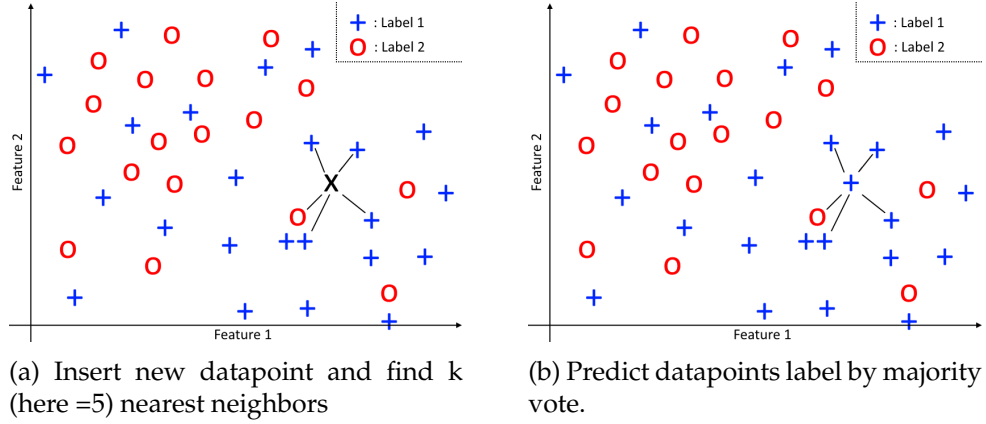 : Label 1
: Label 2
Feature 2
X
Feature 1
(a) Insert new datapoint and find k
(here =5) nearest neighbors
: Label 1
: Label 2
Feature 2
Feature 1
(b) Predict datapoints label by majority
vote.